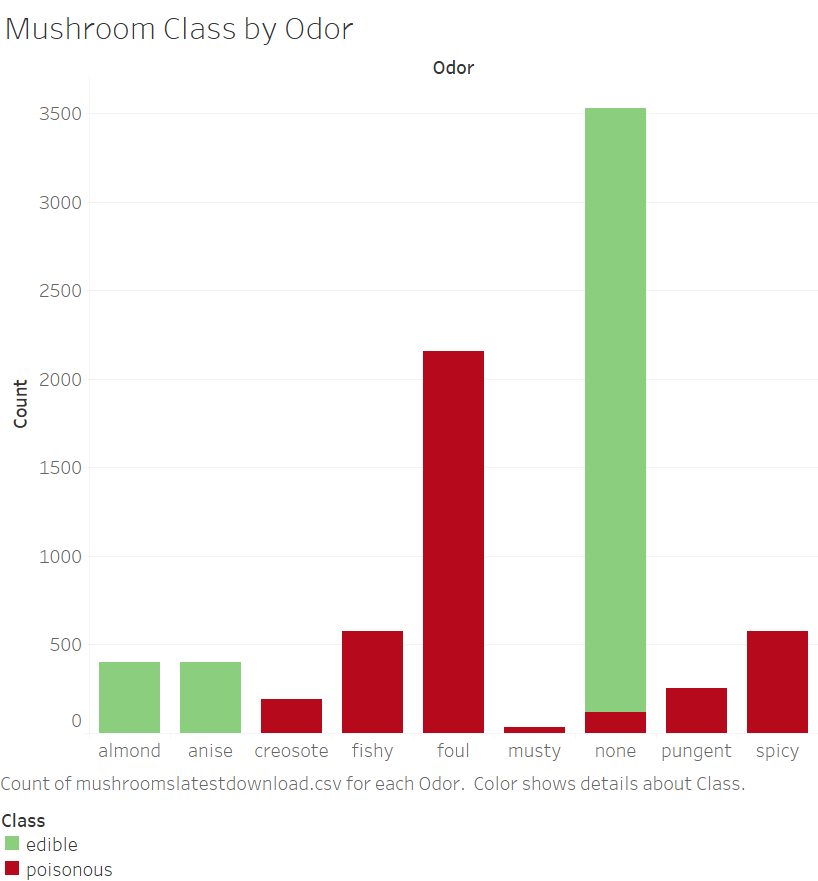 Mushroom Class by Odor
Odor
3500
3000
2500
2000
1500
1000
500
0
Count
almond anise creosote fishy foul musty none pungent spicy
Count of mushroomslatestdownload.csv for each Odor.  Color shows details about Class.
Class
edible
poisonous